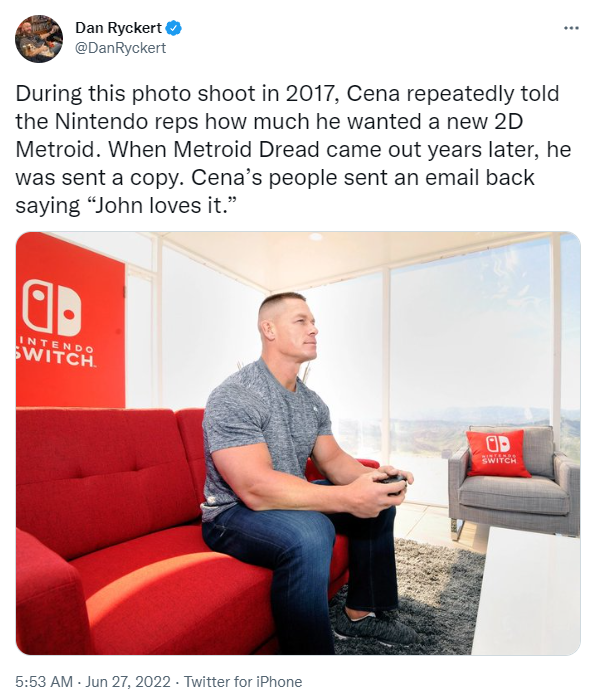 Dan Ryckert
@DanRyckert
During this photo shoot in 2017, Cena repeatedly told
the Nintendo reps how much he wanted a new 2D
Metroid. When Metroid Dread came out years later, he
was sent a copy. Cena’s people sent an email back
saying “John loves it.”
INTENDO
SWITCH
NINTENDO
SWITCH
5:53 AM · Jun 27, 2022 · Twitter for iPhone